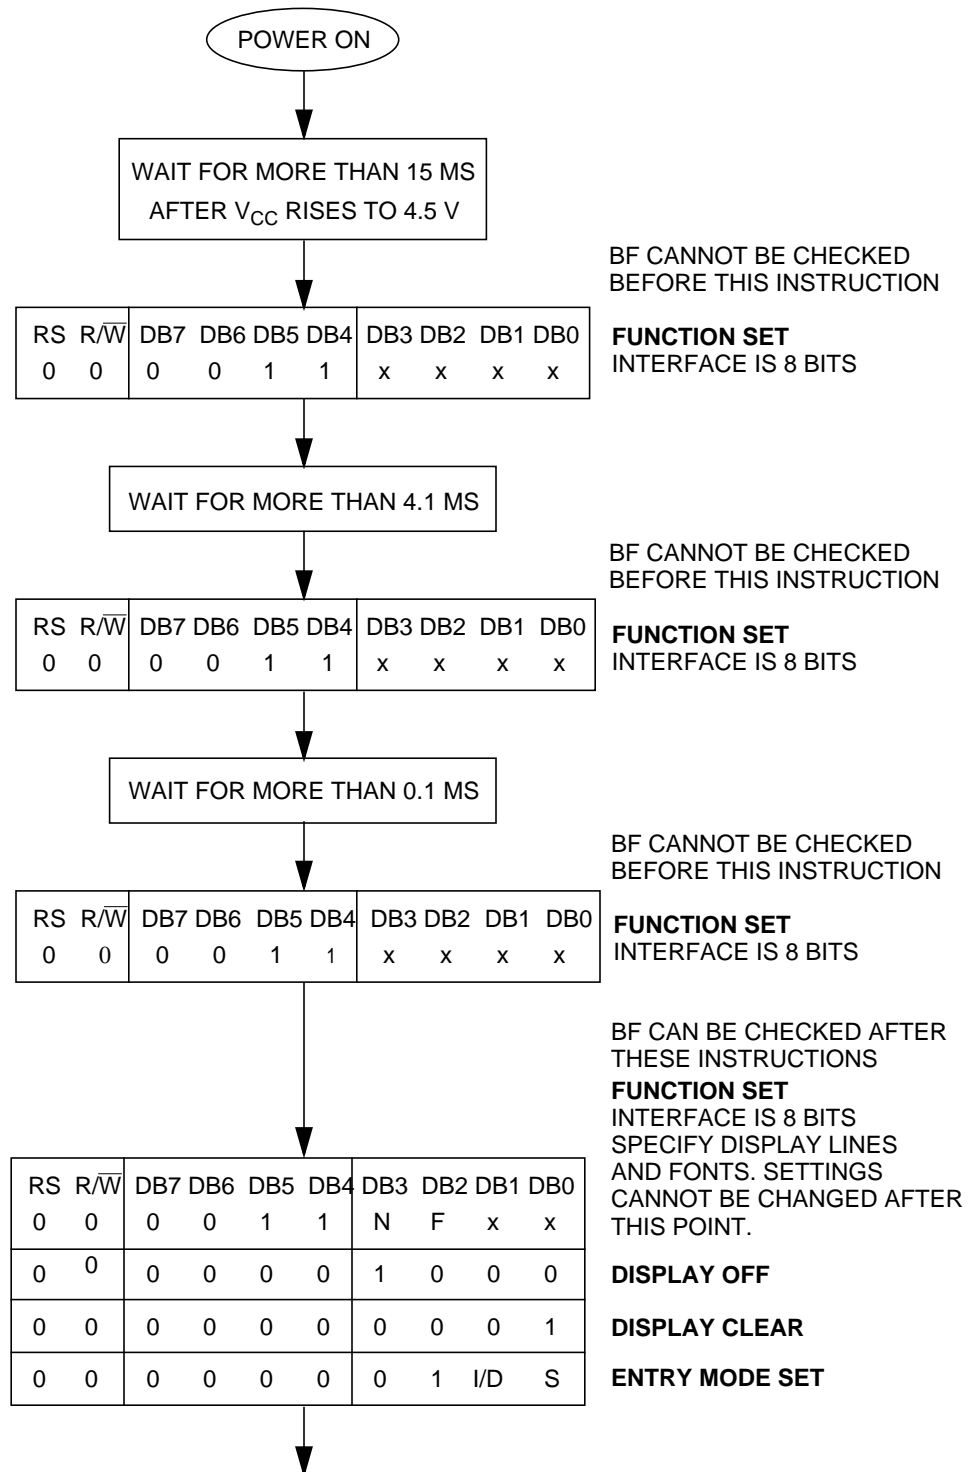 POWER ON
WAIT FOR MORE THAN 15 MS
AFTER VCC RISES TO 4.5 V
BF CANNOT BE CHECKED
BEFORE THIS INSTRUCTION
RS R/W̅ DB7 DB6 DB5 DB4 DB3 DB2 DB1 DB0
0 0 0 0 1 1 x x x x
FUNCTION SET
INTERFACE IS 8 BITS
WAIT FOR MORE THAN 4.1 MS
BF CANNOT BE CHECKED
BEFORE THIS INSTRUCTION
RS R/W̅ DB7 DB6 DB5 DB4 DB3 DB2 DB1 DB0
0 0 0 0 1 1 x x x x
FUNCTION SET
INTERFACE IS 8 BITS
WAIT FOR MORE THAN 0.1 MS
BF CANNOT BE CHECKED
BEFORE THIS INSTRUCTION
RS R/W̅ DB7 DB6 DB5 DB4 DB3 DB2 DB1 DB0
0 0 0 0 1 1 x x x x
FUNCTION SET
INTERFACE IS 8 BITS
BF CAN BE CHECKED AFTER
THESE INSTRUCTIONS
FUNCTION SET
INTERFACE IS 8 BITS
SPECIFY DISPLAY LINES
AND FONTS. SETTINGS
CANNOT BE CHANGED AFTER
THIS POINT.
RS R/W̅ DB7 DB6 DB5 DB4 DB3 DB2 DB1 DB0
0 0 0 0 1 1 N F x x
0 0 0 0 0 0 1 0 0 0
DISPLAY OFF
0 0 0 0 0 0 0 0 0 1
DISPLAY CLEAR
0 0 0 0 0 0 0 1 I/D S
ENTRY MODE SET